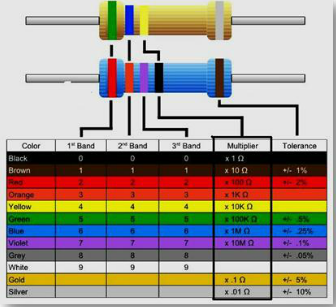 Color 1st Band 2nd Band 3rd Band Multiplier Tolerance
Black 0 0 0 x 1 Ω
Brown 1 1 1 x 10 Ω +/- 1%
Red 2 2 2 x 100 Ω +/- 2%
Orange 3 3 3 x 1K Ω
Yellow 4 4 4 x 10K Ω
Green 5 5 5 x 100K Ω +/- .5%
Blue 6 6 6 x 1M Ω +/- .25%
Violet 7 7 7 x 10M Ω +/- .1%
Grey 8 8 8 +/- .05%
White 9 9 9
Gold x .1 Ω +/- 5%
Silver x .01 Ω +/- 10%